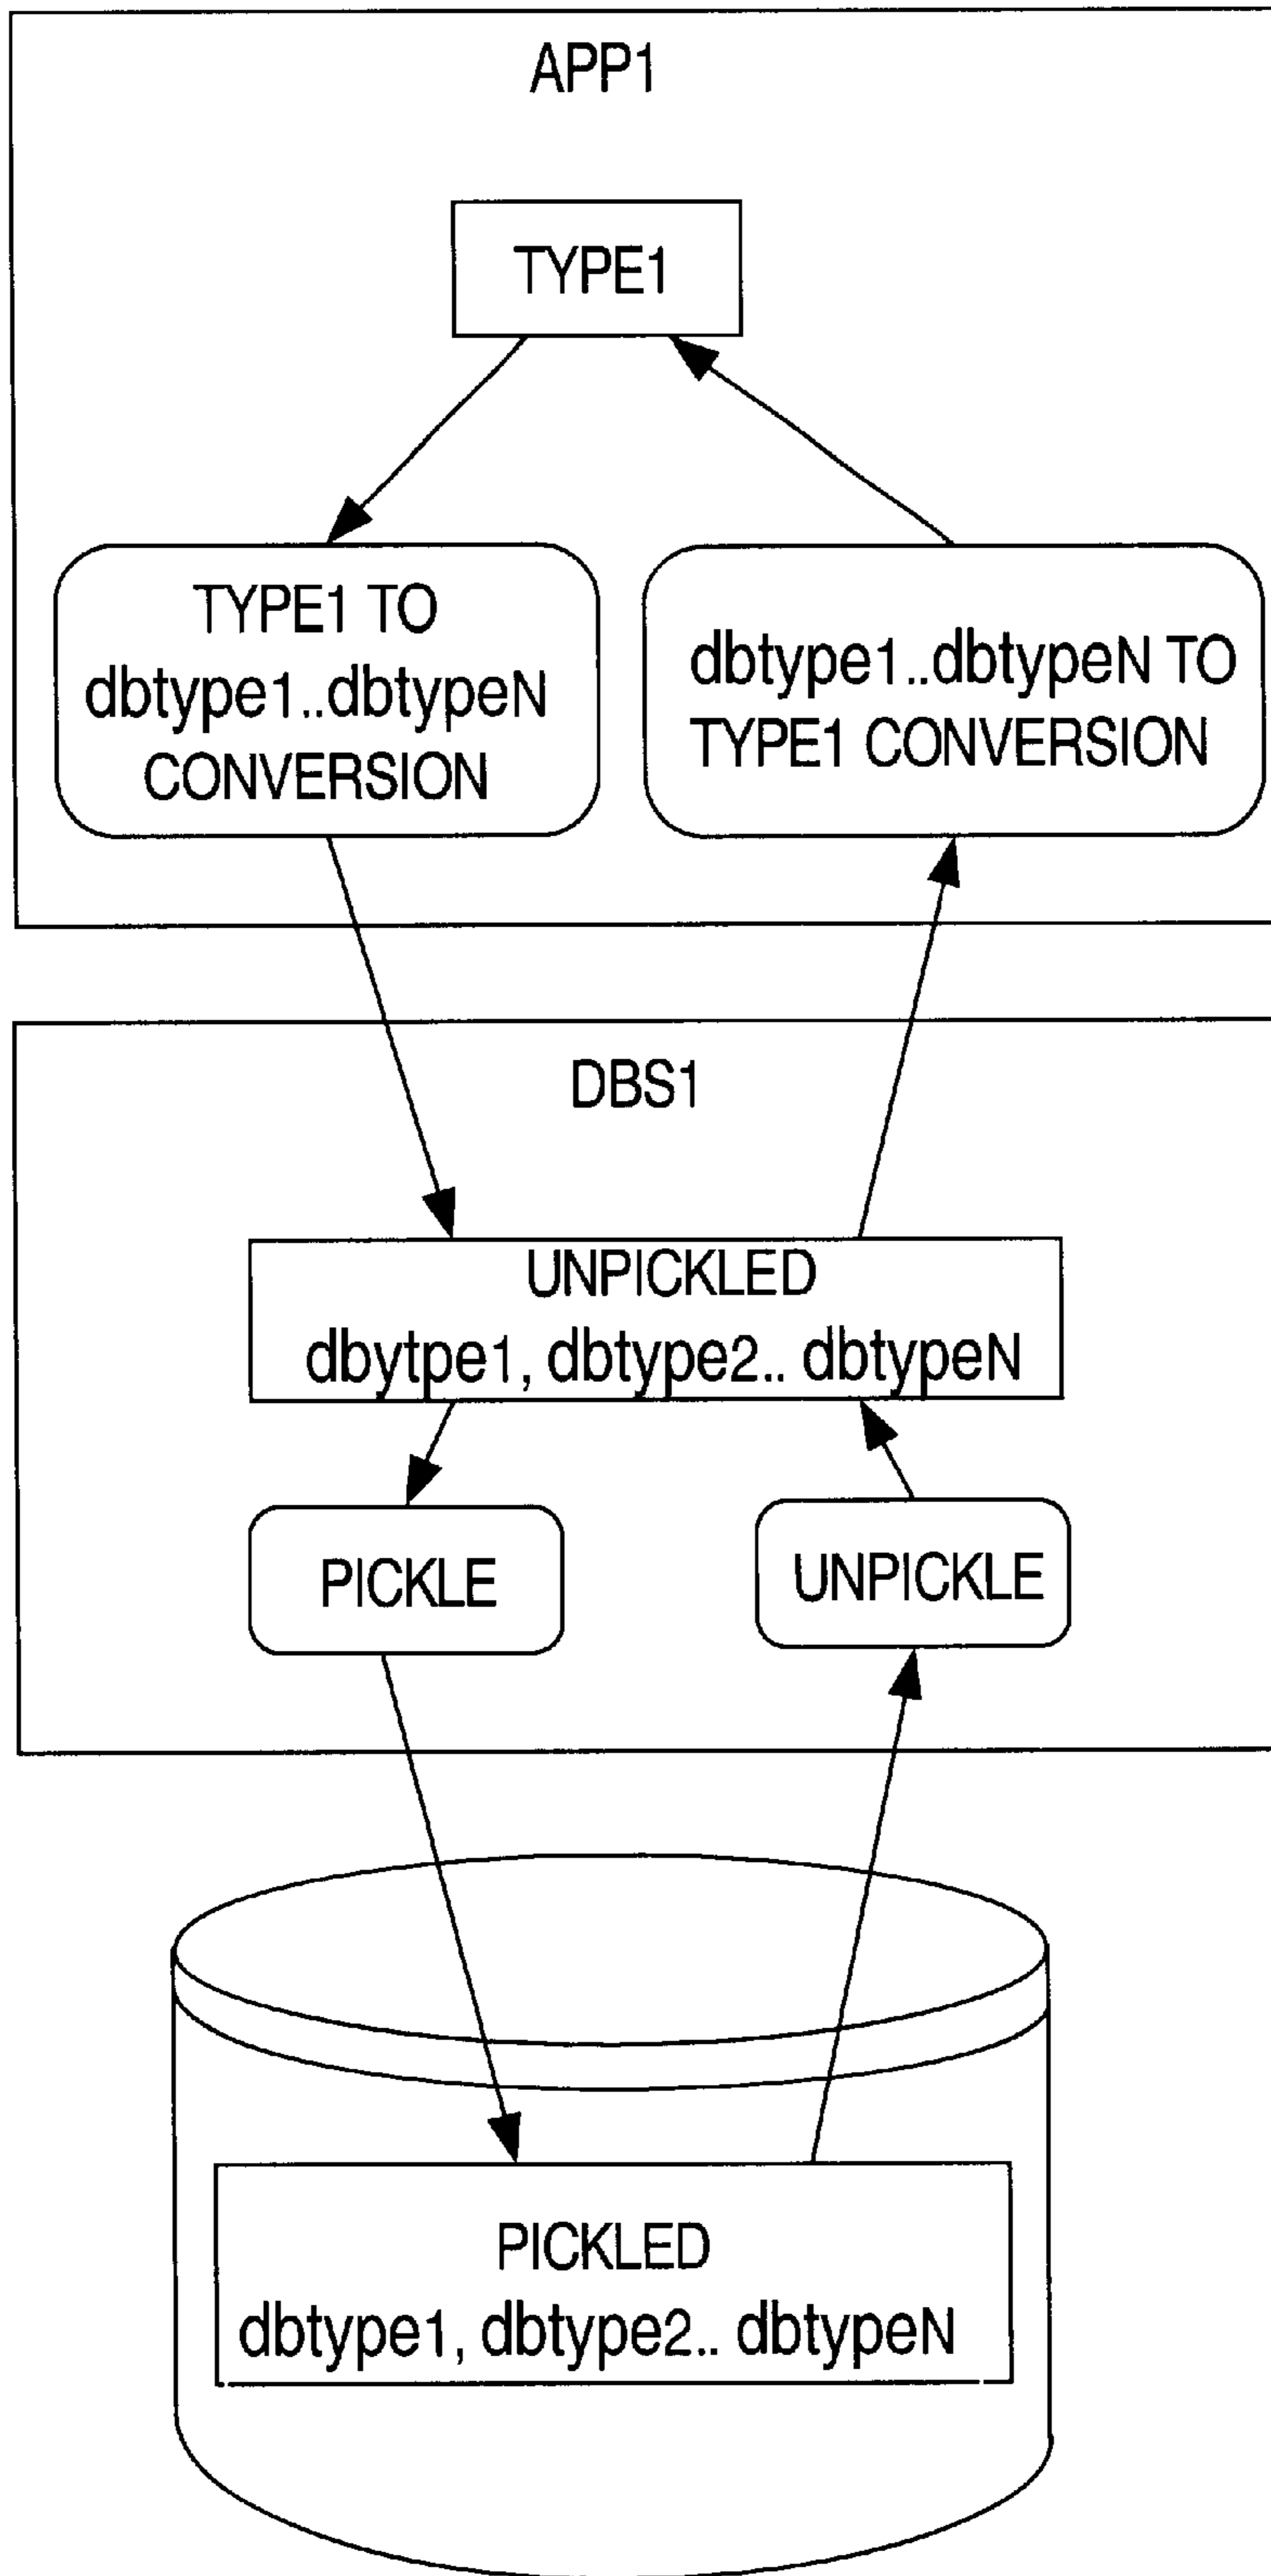 APP1
TYPE1
TYPE1 TO
dbtype1..dbtypeN
CONVERSION
dbtype1..dbtypeN TO
TYPE1 CONVERSION
DBS1
UNPICKLED
dbytpe1, dbtype2.. dbtypeN
PICKLE
UNPICKLE
PICKLED
dbtype1, dbtype2.. dbtypeN